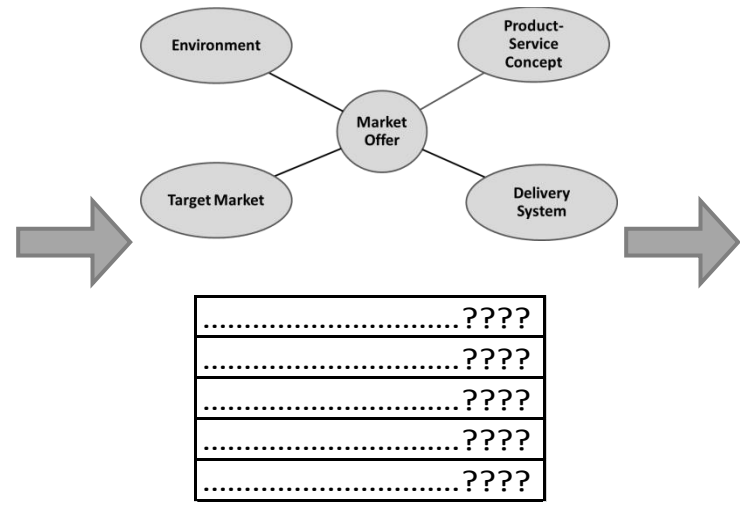 Environment
Product-
Service
Concept
Market
Offer
Target Market
Delivery
System
...............................????
...............................????
...............................????
...............................????
...............................????